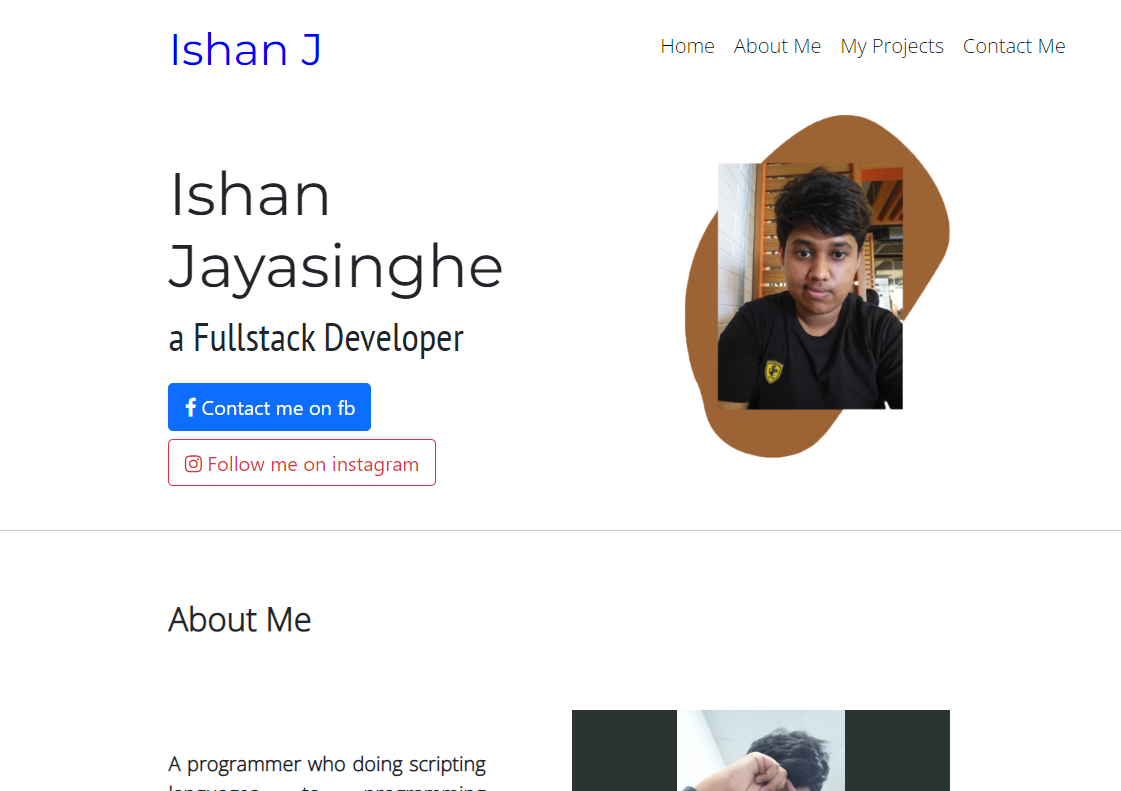 Ishan J
Home About Me My Projects Contact Me
Ishan
Jayasinghe
a Fullstack Developer
Contact me on fb
Follow me on instagram
About Me
A programmer who doing scripting
languages to programming